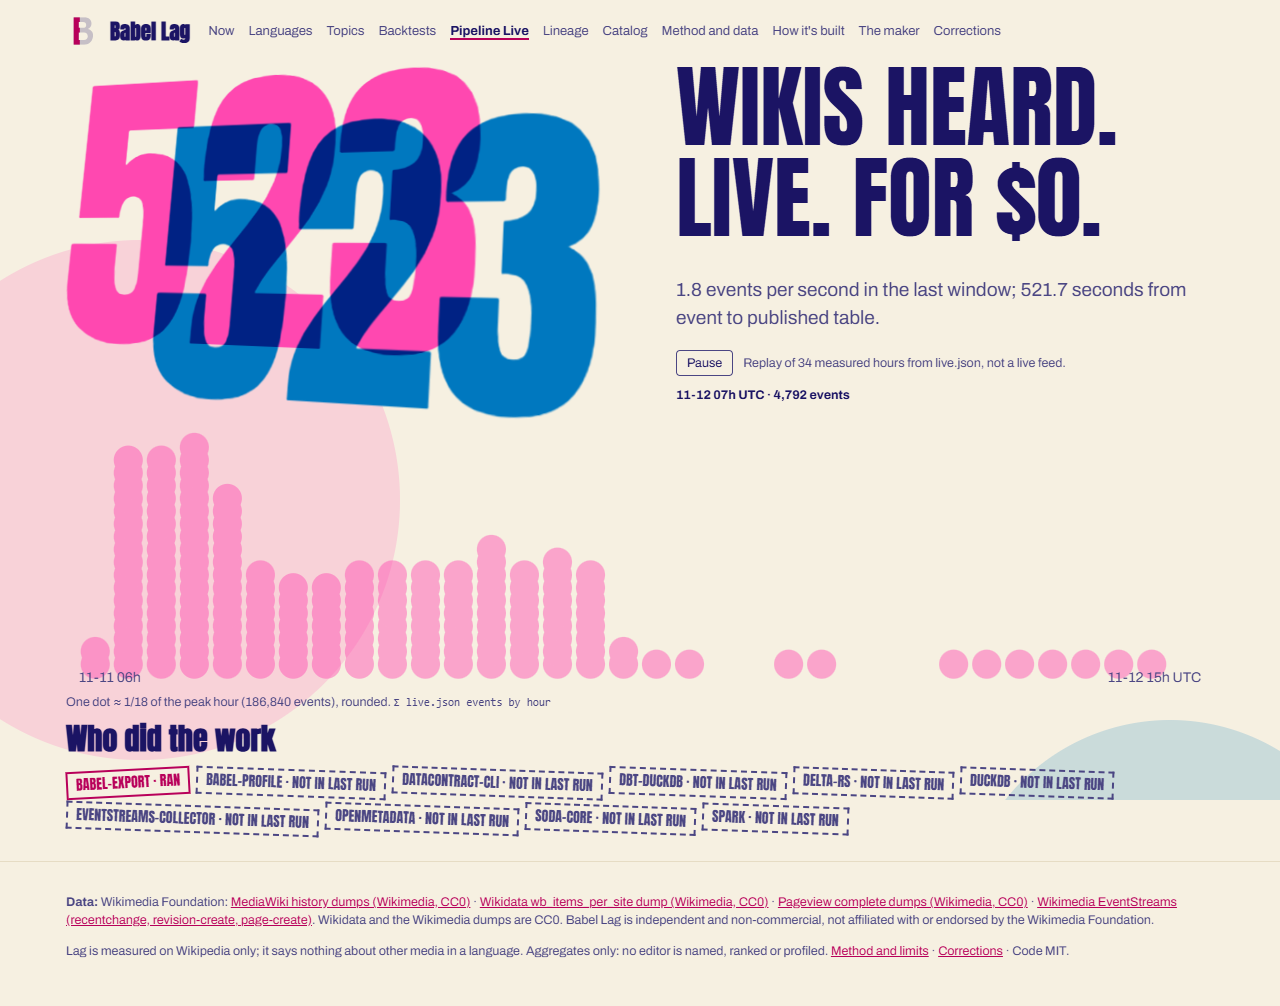 B Babel Lag Now Languages Topics Backtests Pipeline Live Lineage Catalog Method and data How it's built The maker Corrections
523
523
WIKIS HEARD.
LIVE. FOR $0.
1.8 events per second in the last window; 521.7 seconds from
event to published table.
Pause Replay of 34 measured hours from live.json, not a live feed.
11-12 07h UTC · 4,792 events
11-11 06h 11-12 15h UTC
One dot ≈ 1/18 of the peak hour (186,840 events), rounded. Σ live.json events by hour
Who did the work
BABEL-EXPORT · RAN BABEL-PROFILE · NOT IN LAST RUN DATACONTRACT-CLI · NOT IN LAST RUN DBT-DUCKDB · NOT IN LAST RUN DELTA-RS · NOT IN LAST RUN DUCKDB · NOT IN LAST RUN
EVENTSTREAMS-COLLECTOR · NOT IN LAST RUN OPENMETADATA · NOT IN LAST RUN SODA-CORE · NOT IN LAST RUN SPARK · NOT IN LAST RUN
Data: Wikimedia Foundation: MediaWiki history dumps (Wikimedia, CC0) · Wikidata wb_items_per_site dump (Wikimedia, CC0) · Pageview complete dumps (Wikimedia, CC0) · Wikimedia EventStreams
(recentchange, revision-create, page-create). Wikidata and the Wikimedia dumps are CC0. Babel Lag is independent and non-commercial, not affiliated with or endorsed by the Wikimedia Foundation.
Lag is measured on Wikipedia only; it says nothing about other media in a language. Aggregates only: no editor is named, ranked or profiled. Method and limits · Corrections · Code MIT.